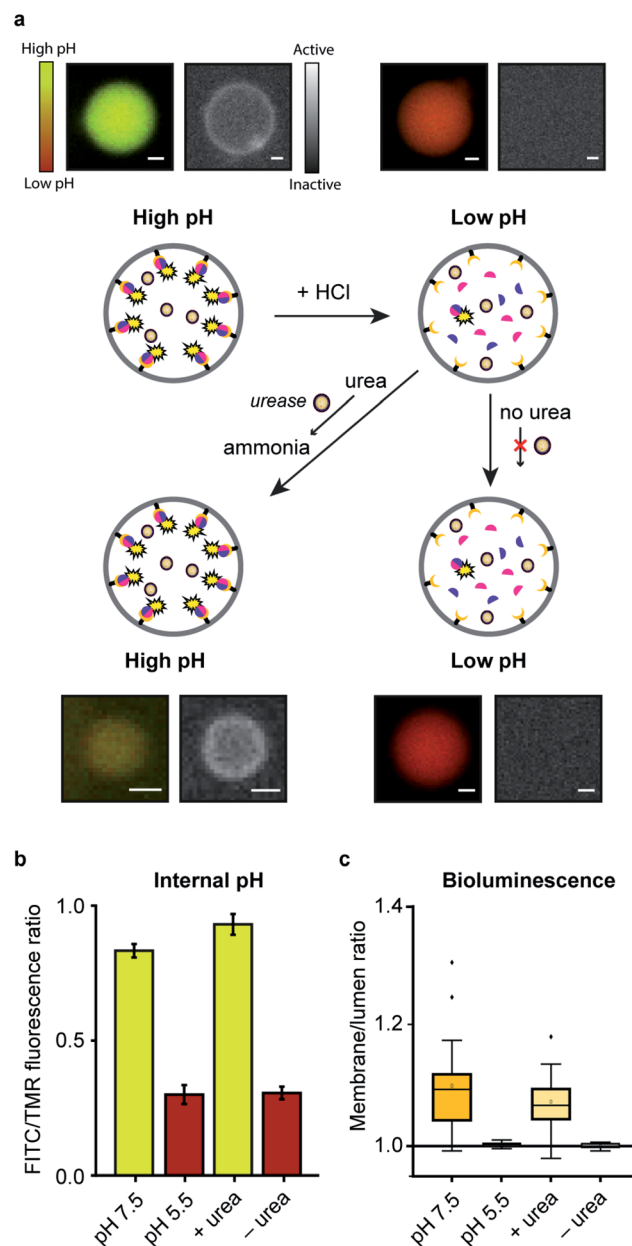 a
High pH
Low pH
Active
Inactive
High pH
Low pH
+ HCl
urease
urea
ammonia
no urea
High pH
Low pH
b
Internal pH
FITC/TMR fluorescence ratio
1.0
0.5
0.0
pH 7.5
pH 5.5
+ urea
– urea
c
Bioluminescence
Membrane/lumen ratio
1.4
1.2
1.0
pH 7.5
pH 5.5
+ urea
– urea